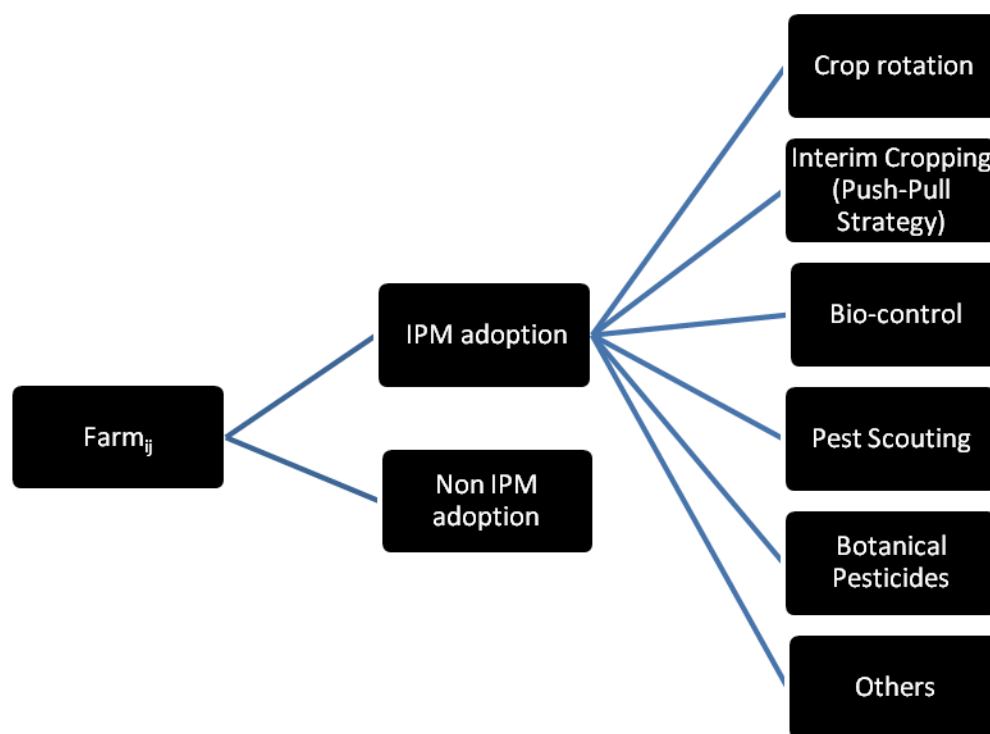 Farmij
IPM adoption
Non IPM
adoption
Crop rotation
Interim Cropping
(Push-Pull
Strategy)
Bio-control
Pest Scouting
Botanical
Pesticides
Others